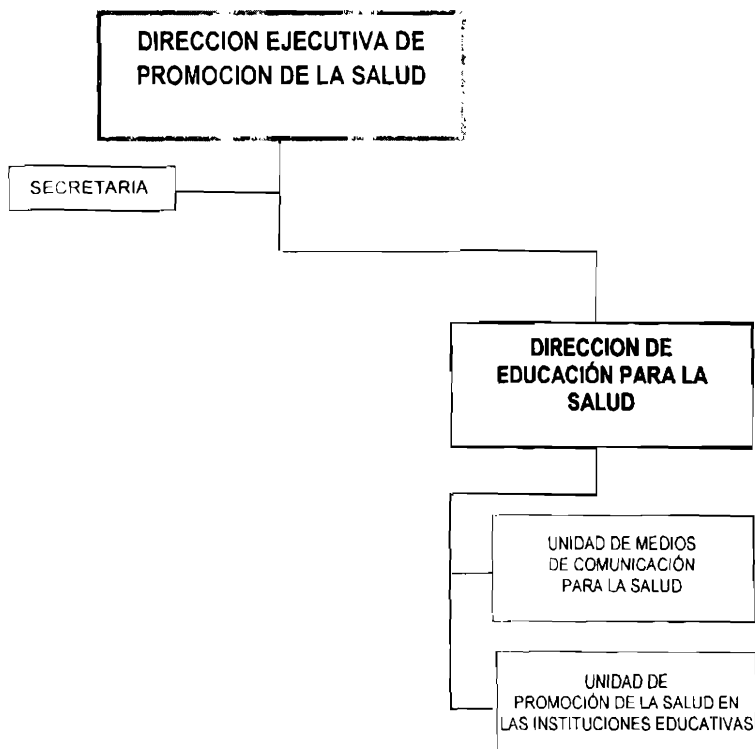 DIRECCION EJECUTIVA DE
PROMOCION DE LA SALUD
SECRETARIA
DIRECCION DE
EDUCACIÓN PARA LA
SALUD
UNIDAD DE MEDIOS
DE COMUNICACIÓN
PARA LA SALUD
UNIDAD DE
PROMOCIÓN DE LA SALUD EN
LAS INSTITUCIONES EDUCATIVAS